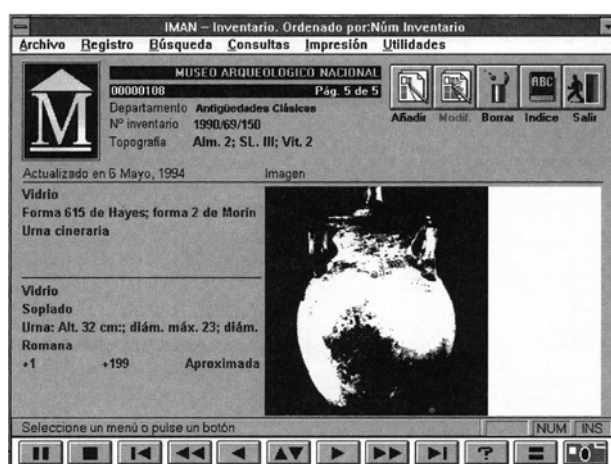 IMAN – Inventario. Ordenado por:Núm Inventario
Archivo Registro Búsqueda Consultas Impresión Utilidades
MUSEO ARQUEOLOGICO NACIONAL
00000108 Pág. 5 de 5
Departamento Antigüedades Clásicas
Nº inventario 1990/69/150
Topografía Alm. 2; SL. III; Vit. 2
M
ABC
Añadir Modif. Borrar Indice Salir
Actualizado en 6 Mayo, 1994 Imagen
Vidrio
Forma 615 de Hayes; forma 2 de Morín
Urna cineraria
Vidrio
Soplado
Urna: Alt. 32 cm:; diám. máx. 23; diám.
Romana
+1 +199 Aproximada
Seleccione un menú o pulse un botón NUM INS
?